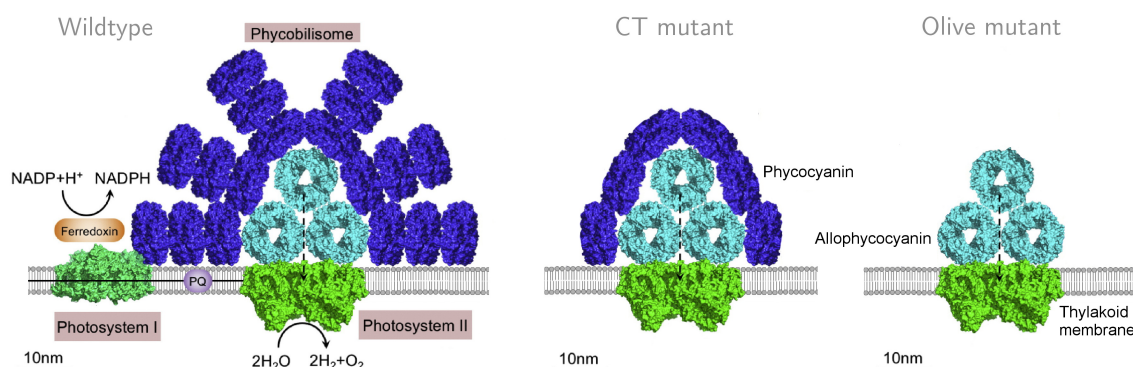 Wildtype
CT mutant
Olive mutant
Phycobilisome
NADP+H⁺ NADPH
Ferredoxin
Phycocyanin
Allophycocyanin
PQ
Photosystem I
Photosystem II
Thylakoid
membrane
10nm
2H₂O 2H₂+O₂
10nm
10nm